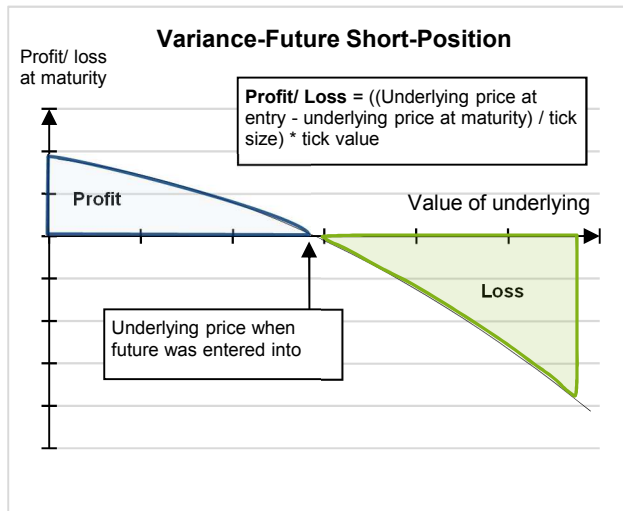 Variance-Future Short-Position
Profit/ loss
at maturity
Profit/ Loss = ((Underlying price at
entry - underlying price at maturity) / tick
size) * tick value
Profit
Value of underlying
Loss
Underlying price when
future was entered into